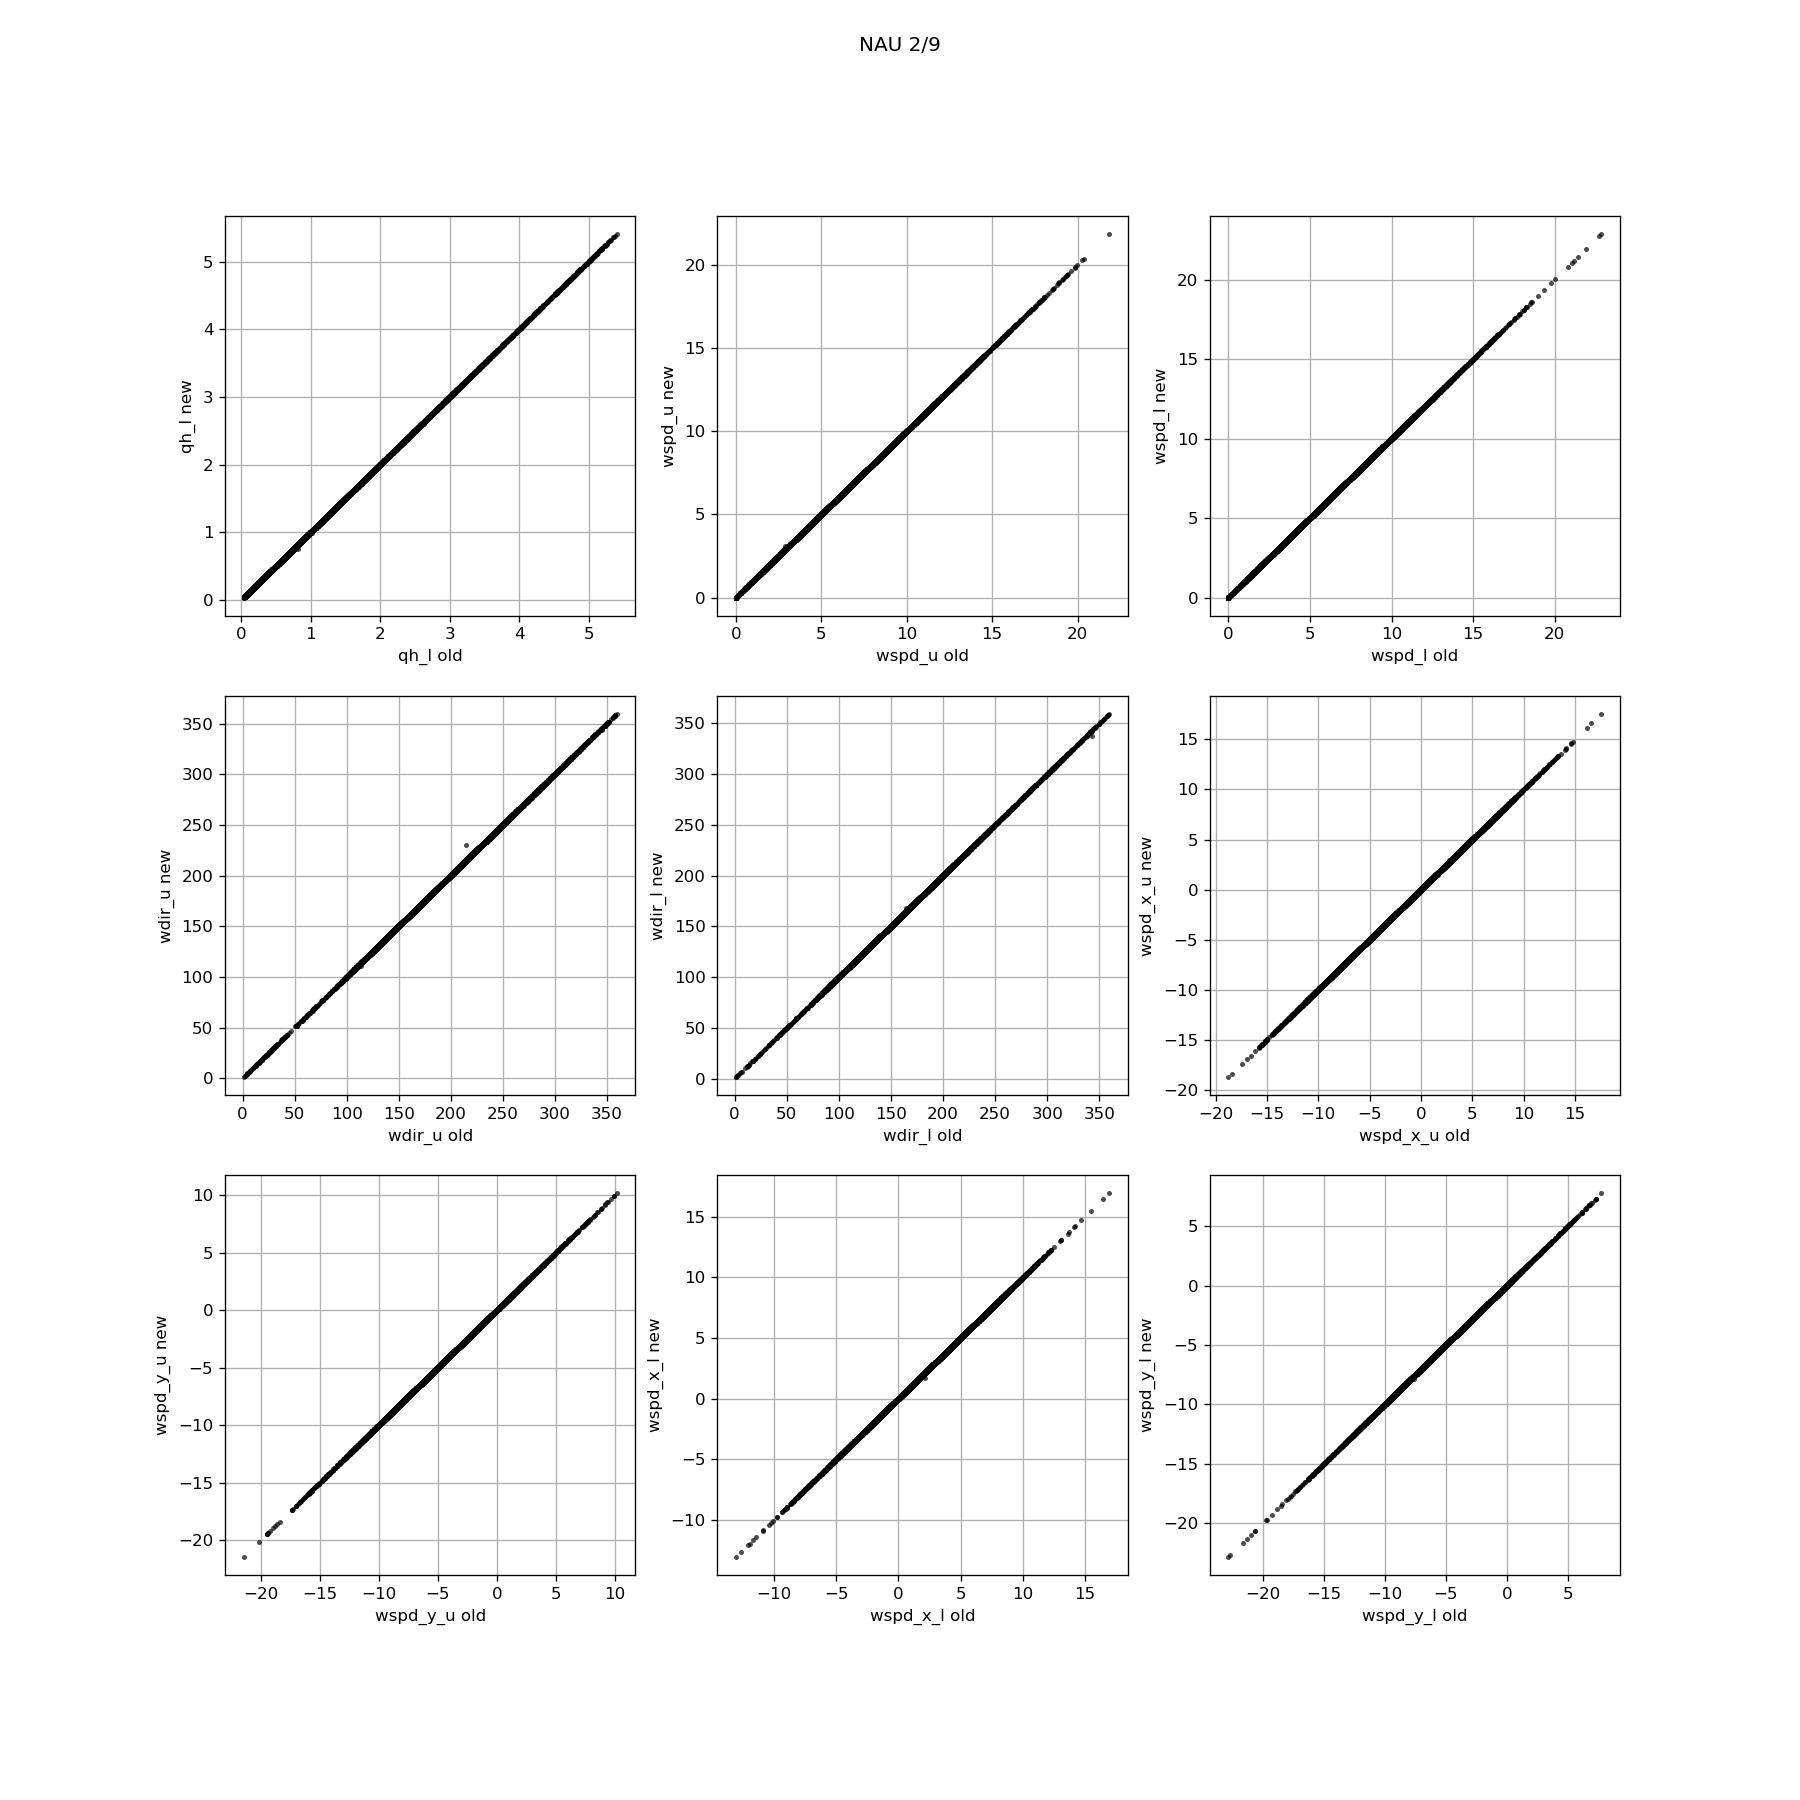 NAU 2/9
5
4
3
2
1
0
qh_l new
0 1 2 3 4 5
qh_l old
20
15
10
5
0
wspd_u new
0 5 10 15 20
wspd_u old
20
15
10
5
0
wspd_l new
0 5 10 15 20
wspd_l old
350
300
250
200
150
100
50
0
wdir_u new
0 50 100 150 200 250 300 350
wdir_u old
350
300
250
200
150
100
50
0
wdir_l new
0 50 100 150 200 250 300 350
wdir_l old
15
10
5
0
−5
−10
−15
−20
wspd_x_u new
−20 −15 −10 −5 0 5 10 15
wspd_x_u old
10
5
0
−5
−10
−15
−20
wspd_y_u new
−20 −15 −10 −5 0 5 10
wspd_y_u old
15
10
5
0
−5
−10
wspd_x_l new
−10 −5 0 5 10 15
wspd_x_l old
5
0
−5
−10
−15
−20
wspd_y_l new
−20 −15 −10 −5 0 5
wspd_y_l old